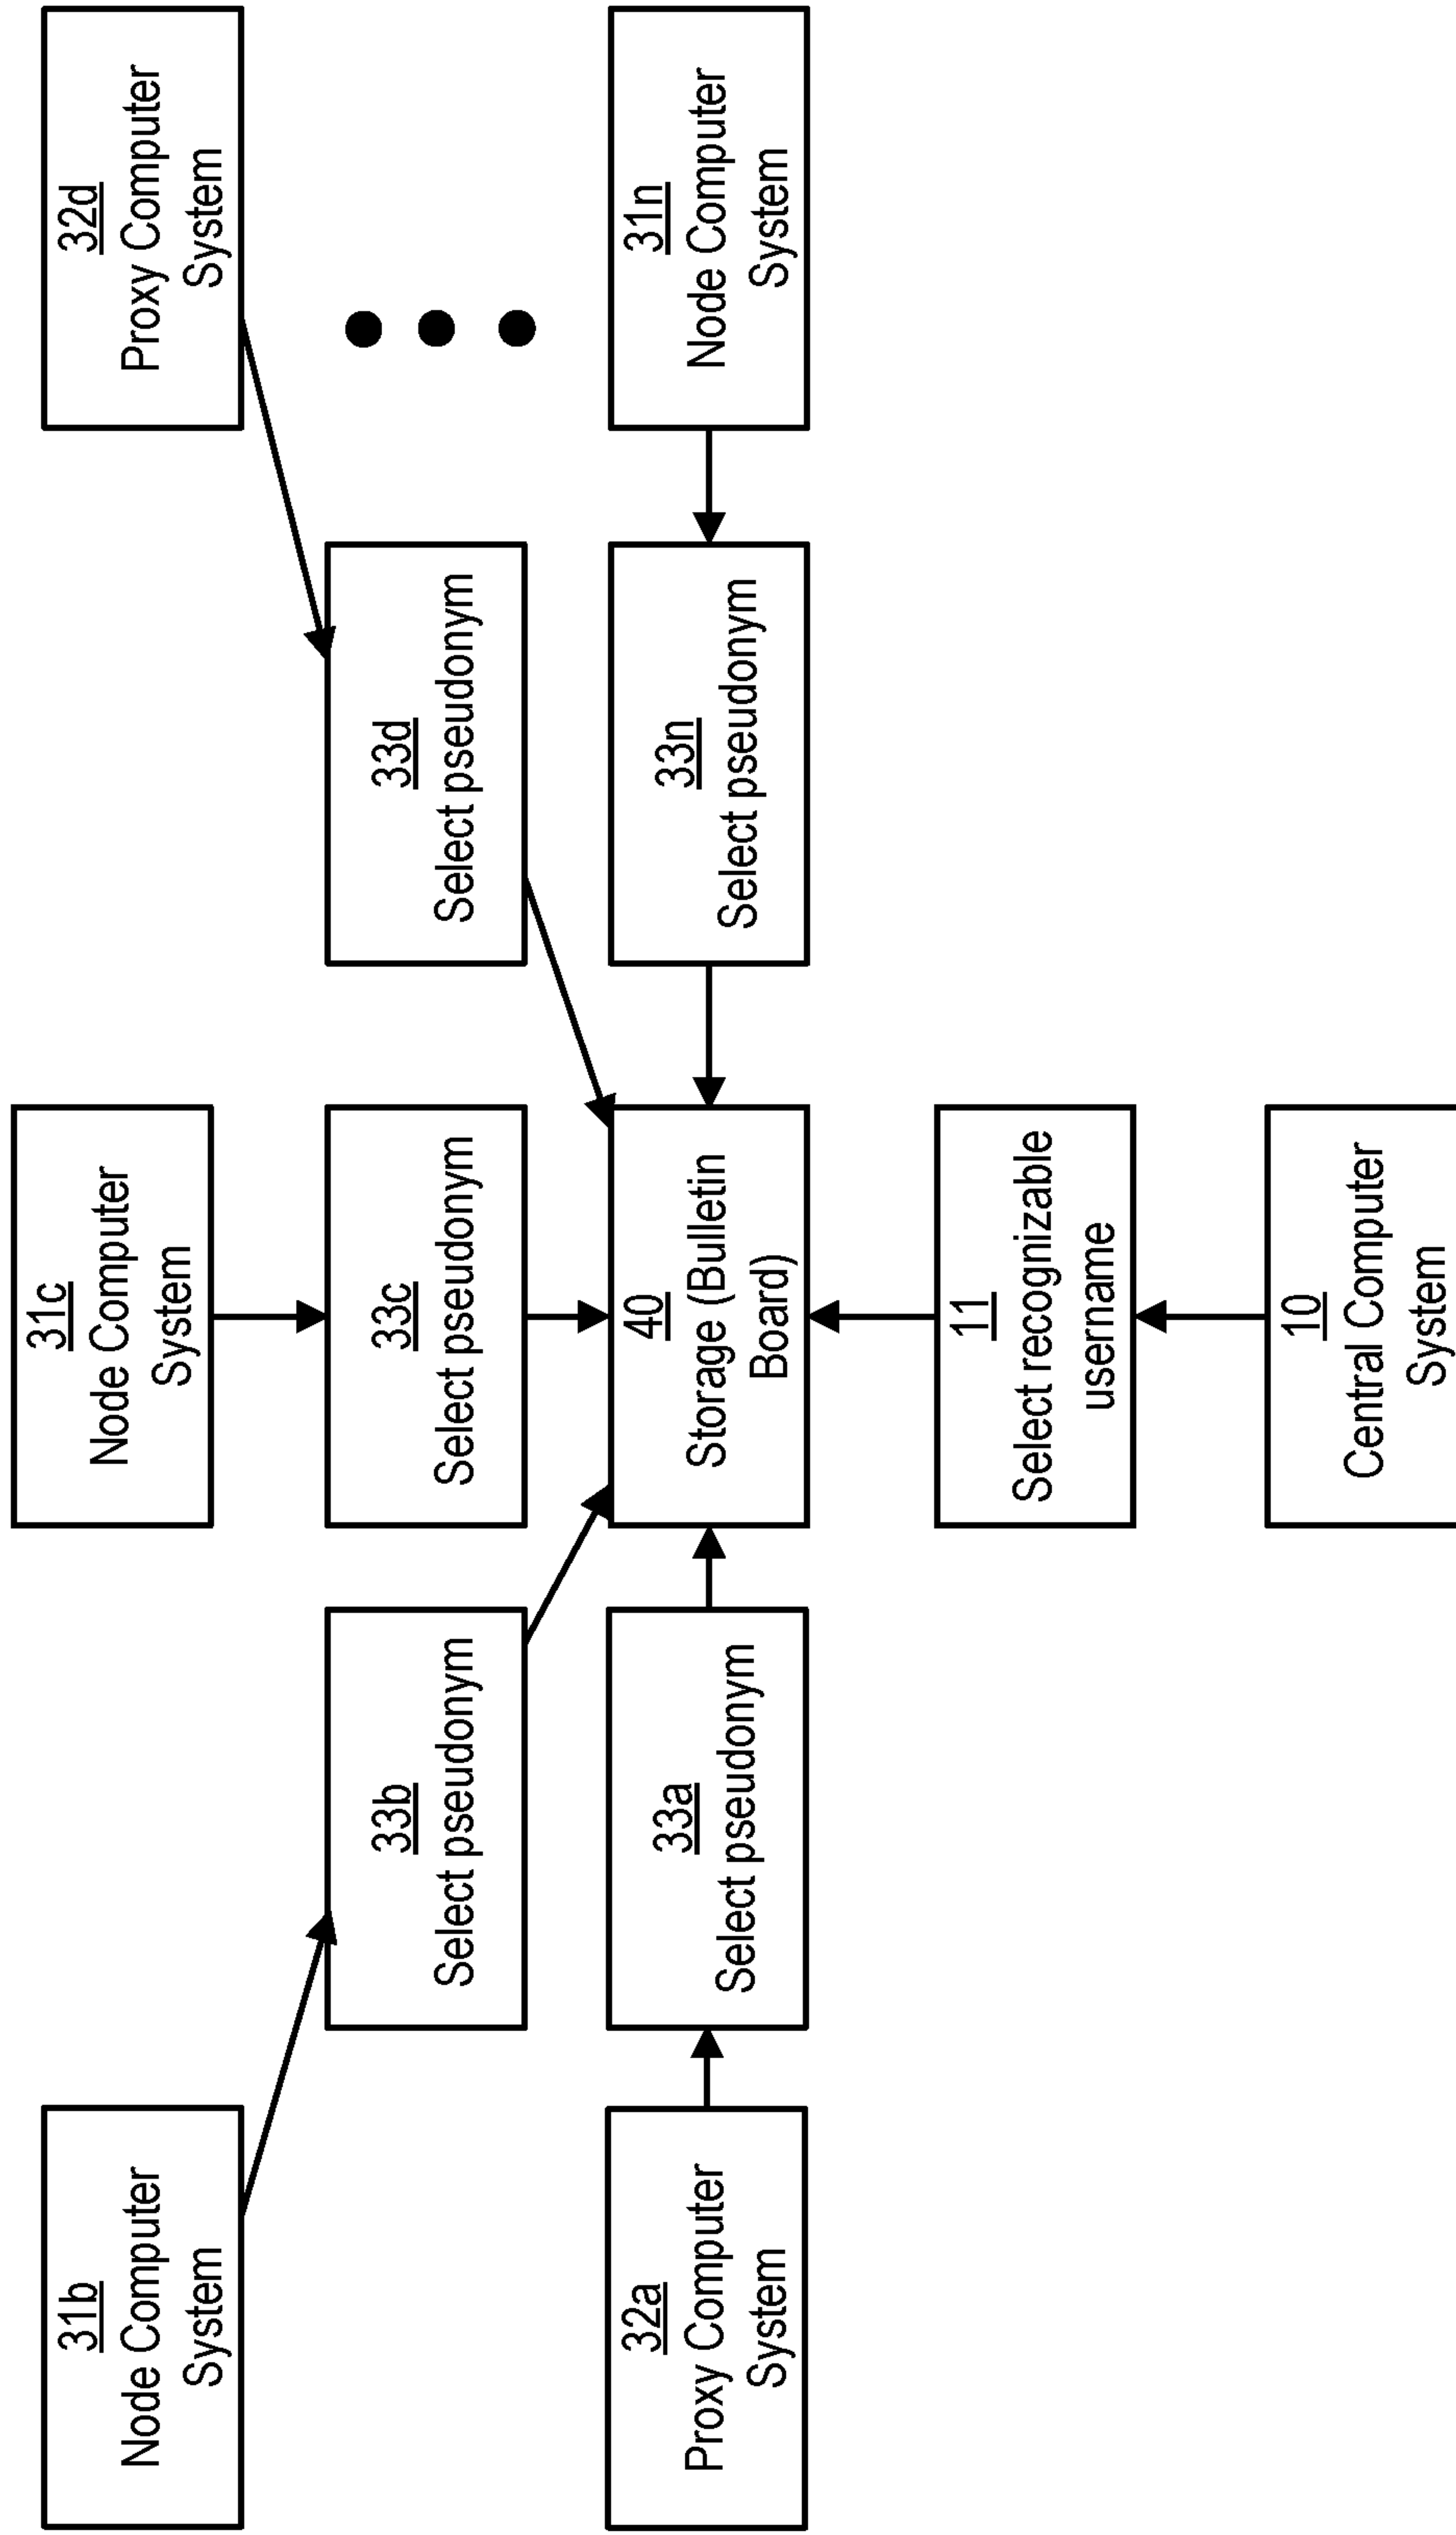 31b
Node Computer
System
31c
Node Computer
System
32d
Proxy Computer
System
33b
Select pseudonym
33c
Select pseudonym
33d
Select pseudonym
32a
Proxy Computer
System
33a
Select pseudonym
40
Storage (Bulletin
Board)
33n
Select pseudonym
31n
Node Computer
System
11
Select recognizable
username
10
Central Computer
System